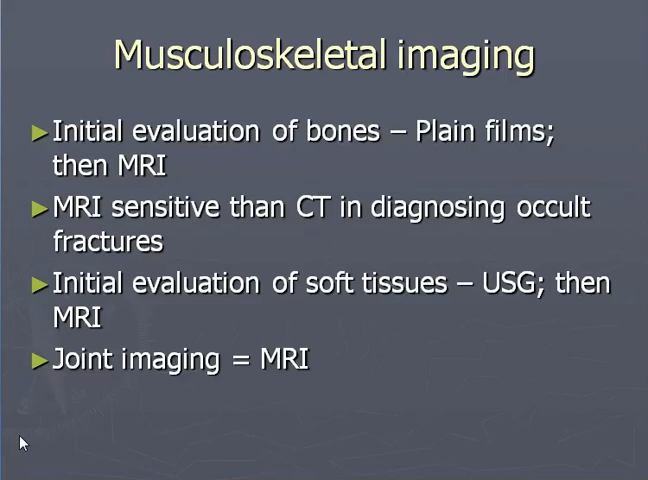 Musculoskeletal imaging
►Initial evaluation of bones – Plain films;
then MRI
►MRI sensitive than CT in diagnosing occult
fractures
►Initial evaluation of soft tissues – USG; then
MRI
►Joint imaging = MRI